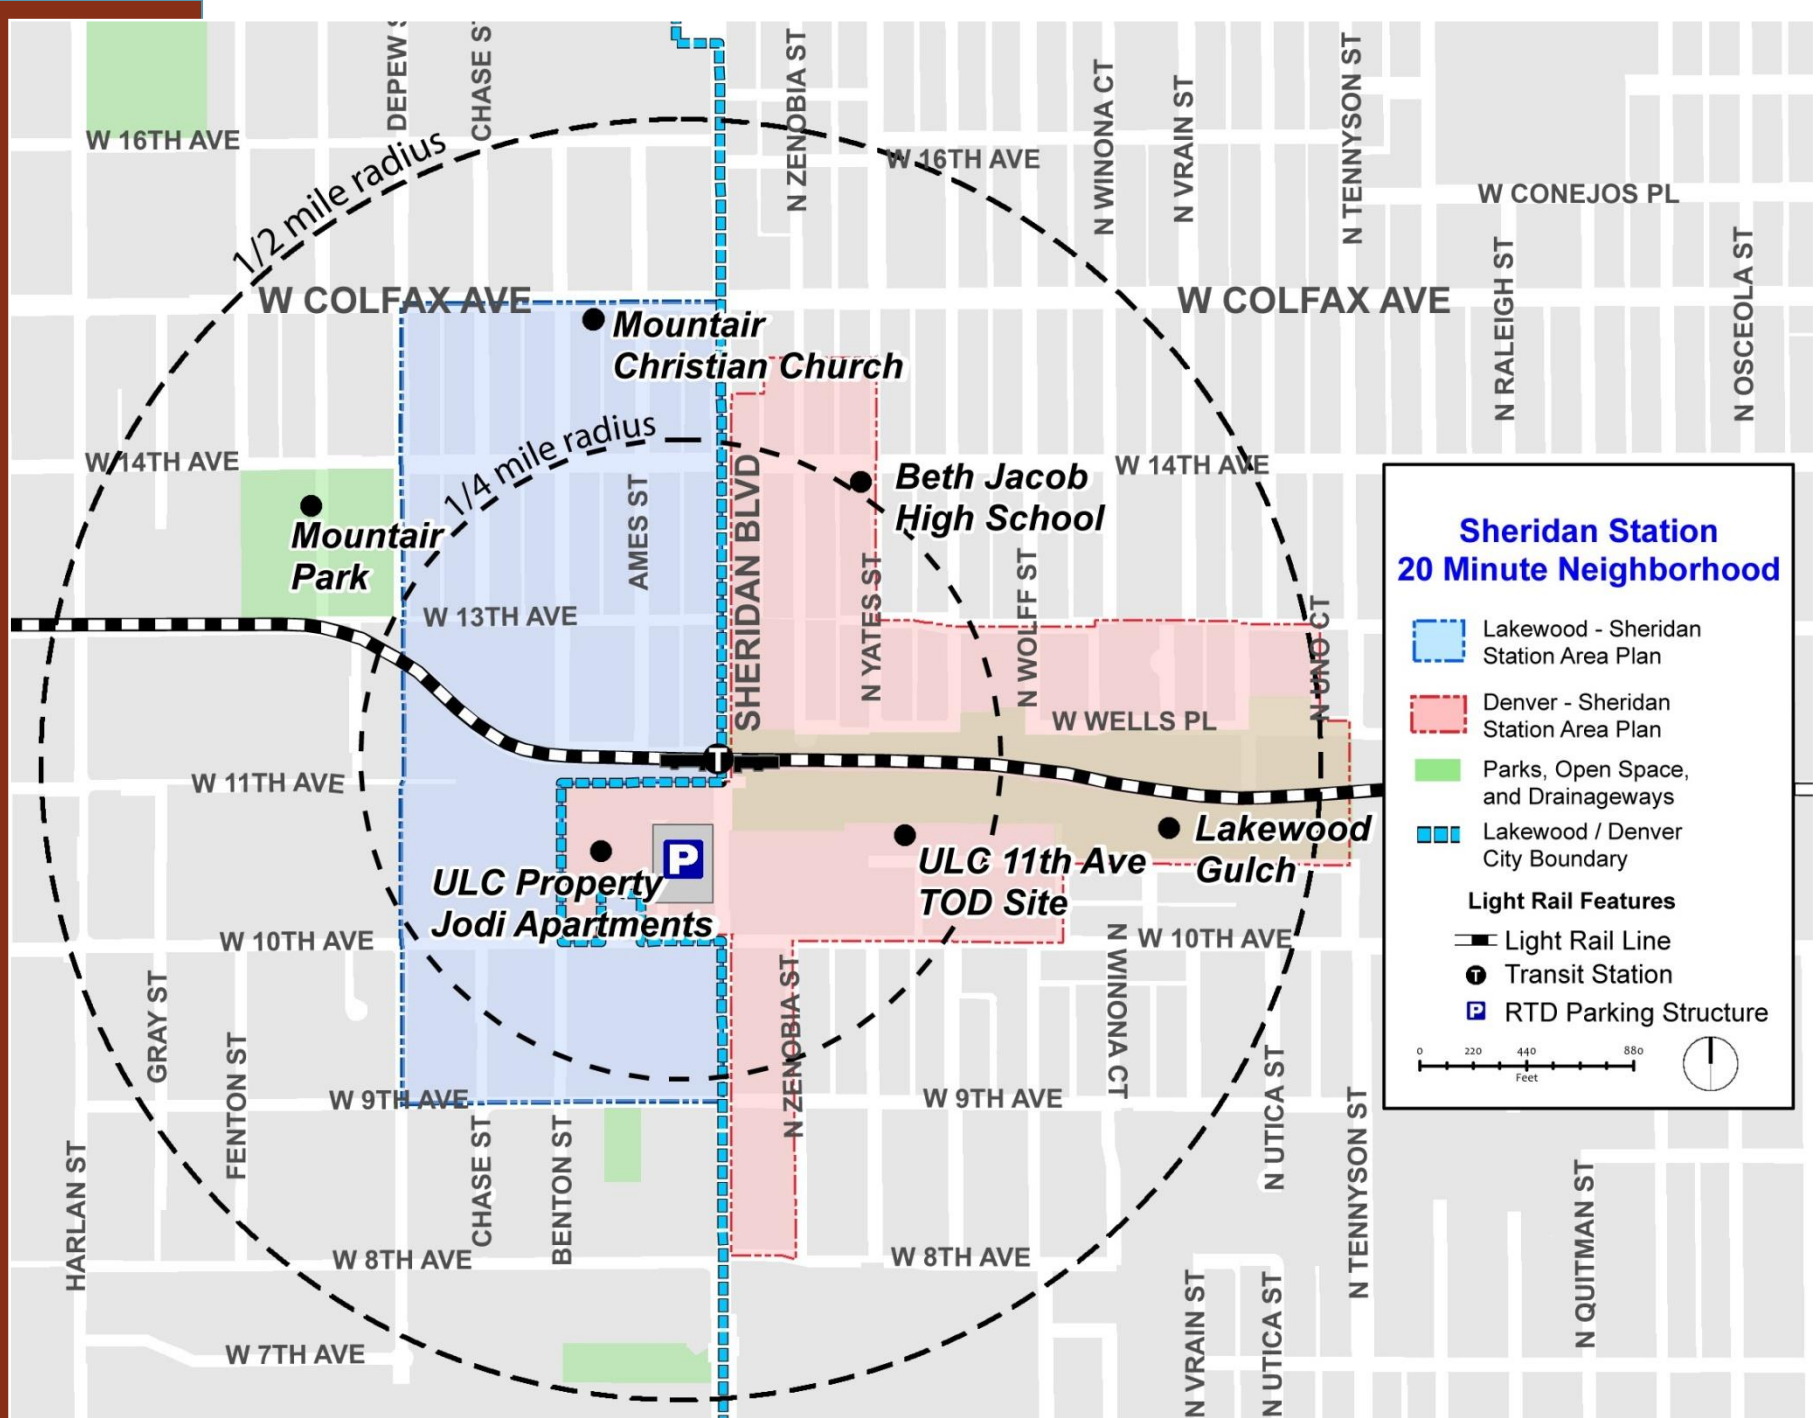 DEPEW S
CHASE S
N ZENOBIA ST
N WINONA CT
N VRAIN ST
N TENNYSON ST
W 16TH AVE
W 16TH AVE
1/2 mile radius
W CONEJOS PL
N RALEIGH ST
N OSCEOLA ST
W COLFAX AVE
W COLFAX AVE
Mountair
Christian Church
1/4 mile radius
W 14TH AVE
W 14TH AVE
AMES ST
SHERIDAN BLVD
Beth Jacob
High School
Mountair
Park
N YATES ST
N WOLFF ST
N UNO CT
W 13TH AVE
W WELLS PL
T
W 11TH AVE
P
ULC Property
Jodi Apartments
ULC 11th Ave
TOD Site
Lakewood
Gulch
W 10TH AVE
W 10TH AVE
GRAY ST
FENTON ST
HARLAN ST
N ZENOBIA ST
N WINONA CT
W 9TH AVE
W 9TH AVE
CHASE ST
BENTON ST
N UTICA ST
N TENNYSON ST
N QUITMAN ST
W 8TH AVE
W 8TH AVE
N VRAIN ST
N UTICA ST
W 7TH AVE
Sheridan Station
20 Minute Neighborhood
Lakewood - Sheridan
Station Area Plan
Denver - Sheridan
Station Area Plan
Parks, Open Space,
and Drainageways
Lakewood / Denver
City Boundary
Light Rail Features
Light Rail Line
T Transit Station
P RTD Parking Structure
0 220 440 880
Feet